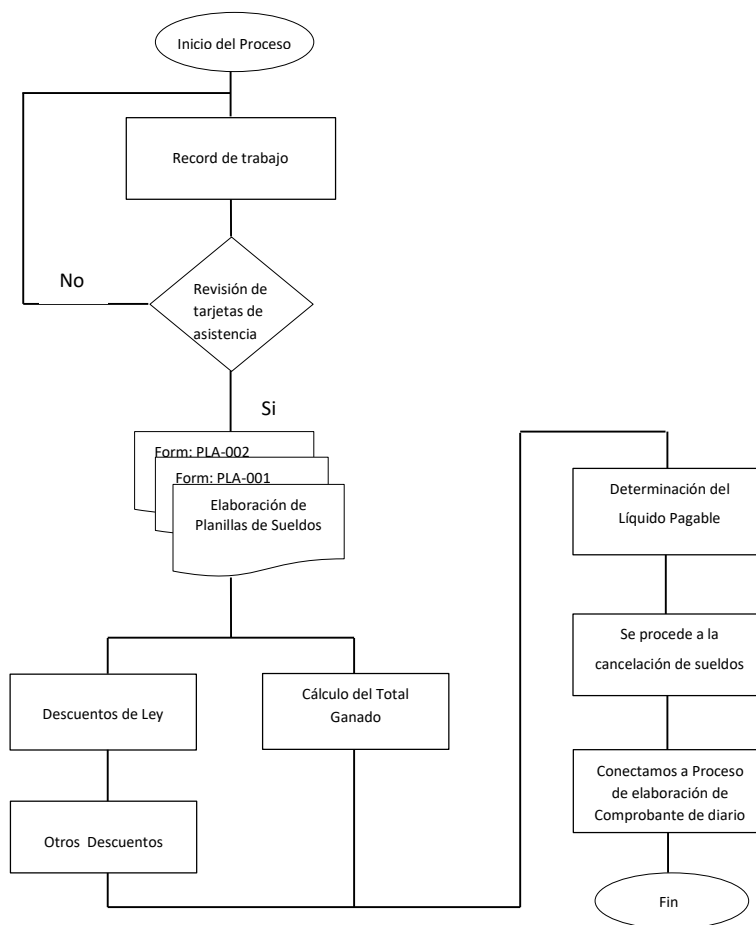 Inicio del Proceso
Record de trabajo
No
Revisión de
tarjetas de
asistencia
Si
Form: PLA-002
Form: PLA-001
Elaboración de
Planillas de Sueldos
Descuentos de Ley
Cálculo del Total
Ganado
Otros Descuentos
Determinación del
Líquido Pagable
Se procede a la
cancelación de sueldos
Conectamos a Proceso
de elaboración de
Comprobante de diario
Fin